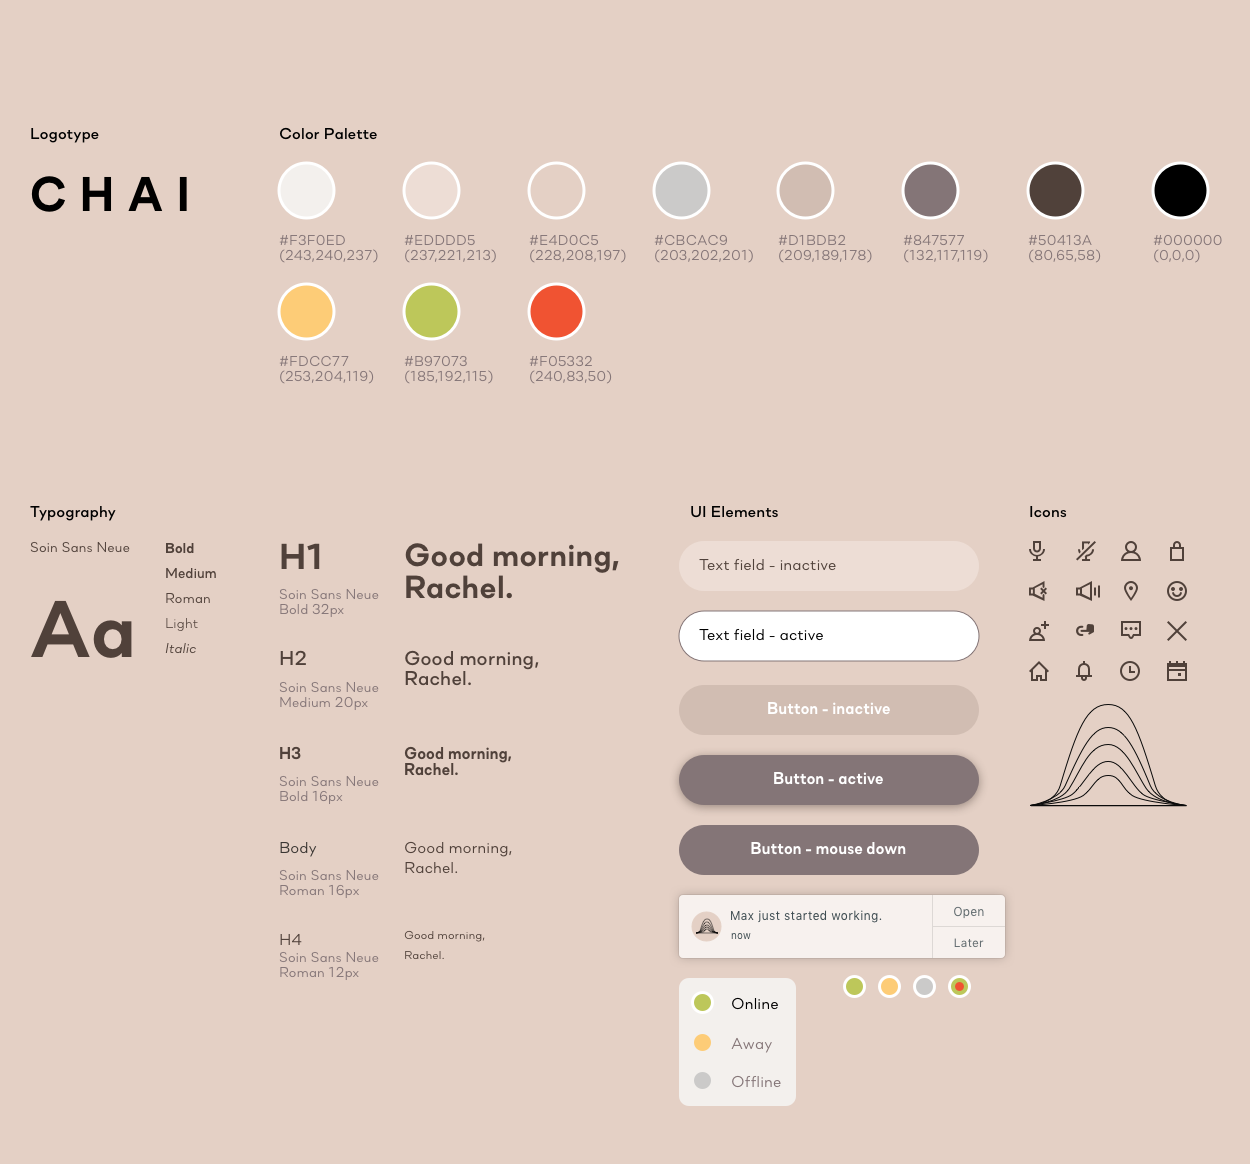 Logotype
CHAI
Color Palette
#F3F0ED
(243,240,237)
#EDDDD5
(237,221,213)
#E4D0C5
(228,208,197)
#CBCAC9
(203,202,201)
#D1BDB2
(209,189,178)
#847577
(132,117,119)
#50413A
(80,65,58)
#000000
(0,0,0)
#FDCC77
(253,204,119)
#B97073
(185,192,115)
#F05332
(240,83,50)
Typography
Soin Sans Neue
Aa
Bold
Medium
Roman
Light
Italic
H1
Soin Sans Neue
Bold 32px
Good morning,
Rachel.
H2
Soin Sans Neue
Medium 20px
Good morning,
Rachel.
H3
Soin Sans Neue
Bold 16px
Good morning,
Rachel.
Body
Soin Sans Neue
Roman 16px
Good morning,
Rachel.
H4
Soin Sans Neue
Roman 12px
Good morning,
Rachel.
UI Elements
Text field - inactive
Text field - active
Button - inactive
Button - active
Button - mouse down
Max just started working.
now
Open
Later
Online
Away
Offline
Icons